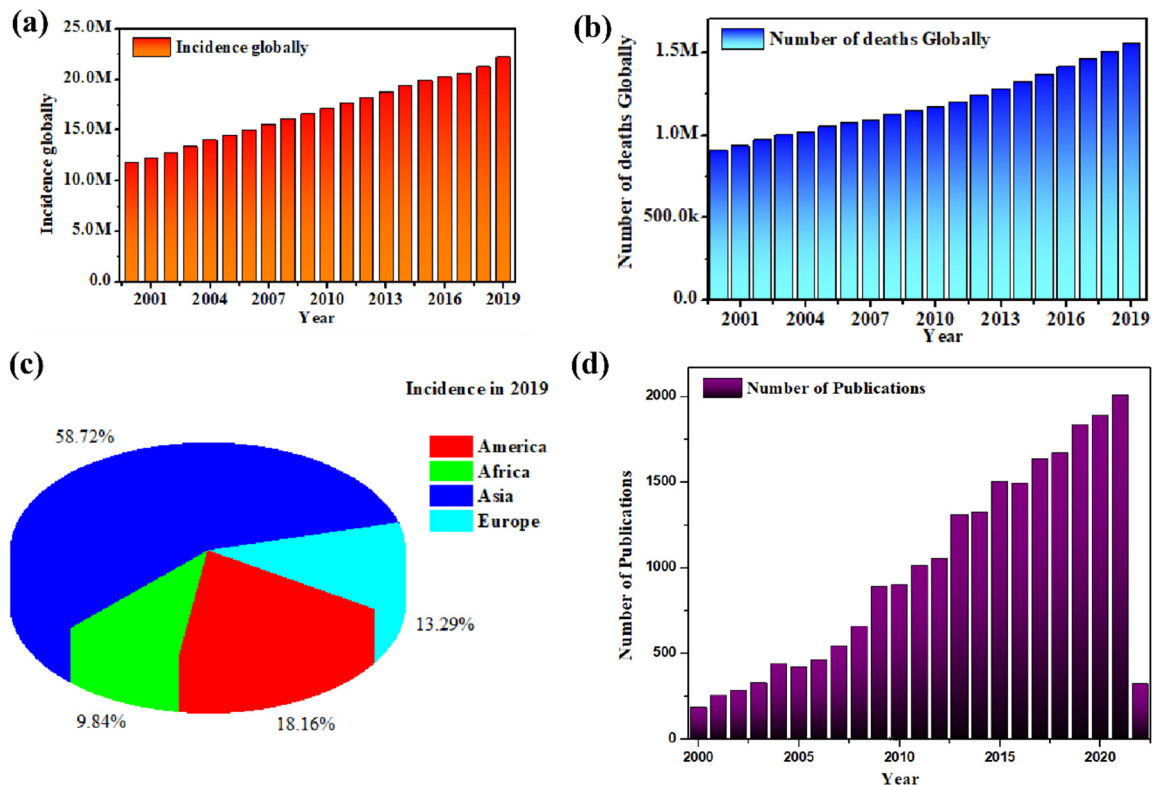 (a)
25.0M
20.0M
15.0M
10.0M
5.0M
0.0
Incidence globally
Incidence globally
2001 2004 2007 2010 2013 2016 2019
Year
(b)
1.5M
1.0M
500.0k
0.0
Number of deaths Globally
Number of deaths Globally
2001 2004 2007 2010 2013 2016 2019
Year
(c)
Incidence in 2019
58.72%
America
Africa
Asia
Europe
13.29%
9.84%
18.16%
(d)
2000
1500
1000
500
0
Number of Publications
Number of Publications
2000 2005 2010 2015 2020
Year